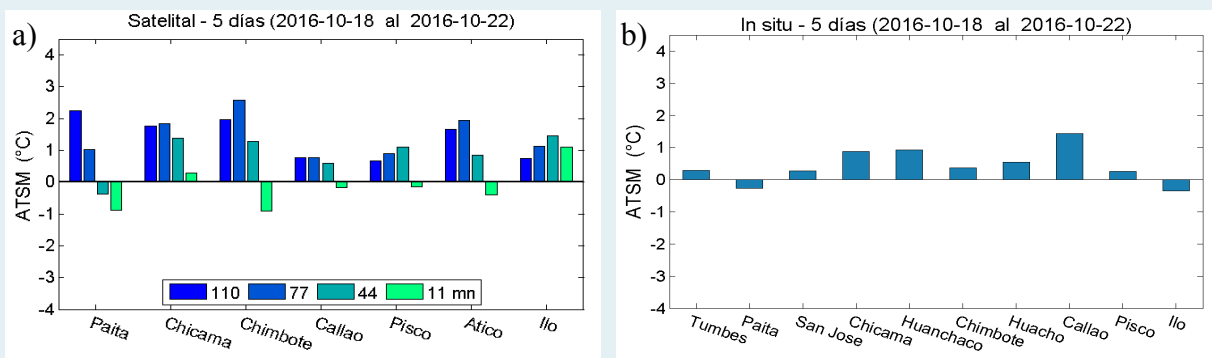 a)
Satelital - 5 días (2016-10-18 al 2016-10-22)
ATSM (°C)
4
3
2
1
0
-1
-2
-3
-4
110 77 44 11 mn
Paita Chicama Chimbote Callao Pisco Atico Ilo
b)
In situ - 5 días (2016-10-18 al 2016-10-22)
ATSM (°C)
4
3
2
1
0
-1
-2
-3
-4
Tumbes Paita San Jose Chicama Huanchaco Chimbote Huacho Callao Pisco Ilo